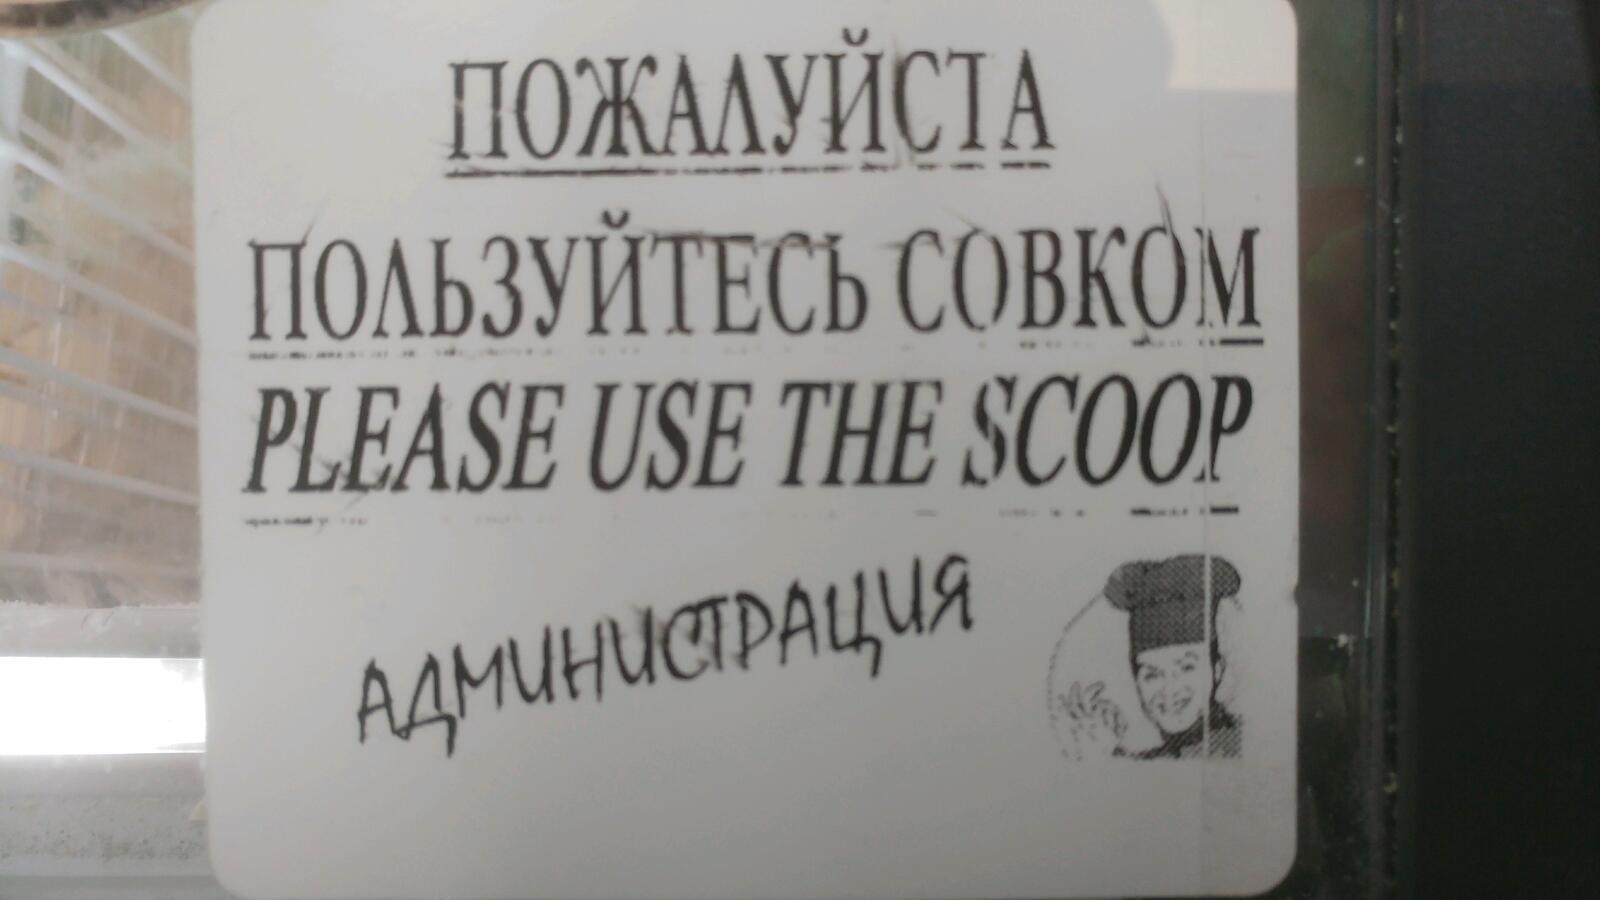 ПОЖАЛУЙСТА
ПОЛЬЗУЙТЕСЬ СОВКОМ
PLEASE USE THE SCOOP
АДМИНИСТРАЦИЯ